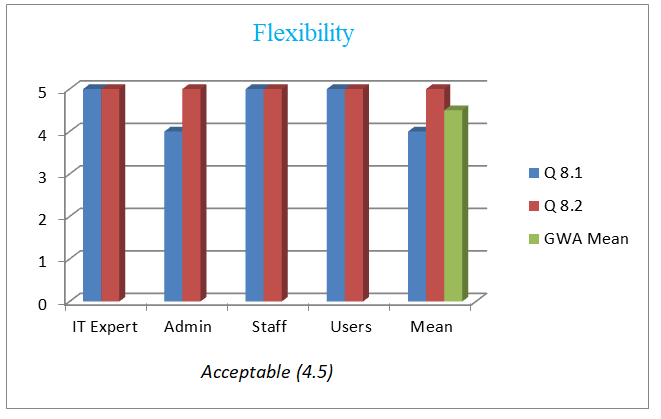 Flexibility
5
4
3
2
1
0
IT Expert Admin Staff Users Mean
Q 8.1
Q 8.2
GWA Mean
Acceptable (4.5)